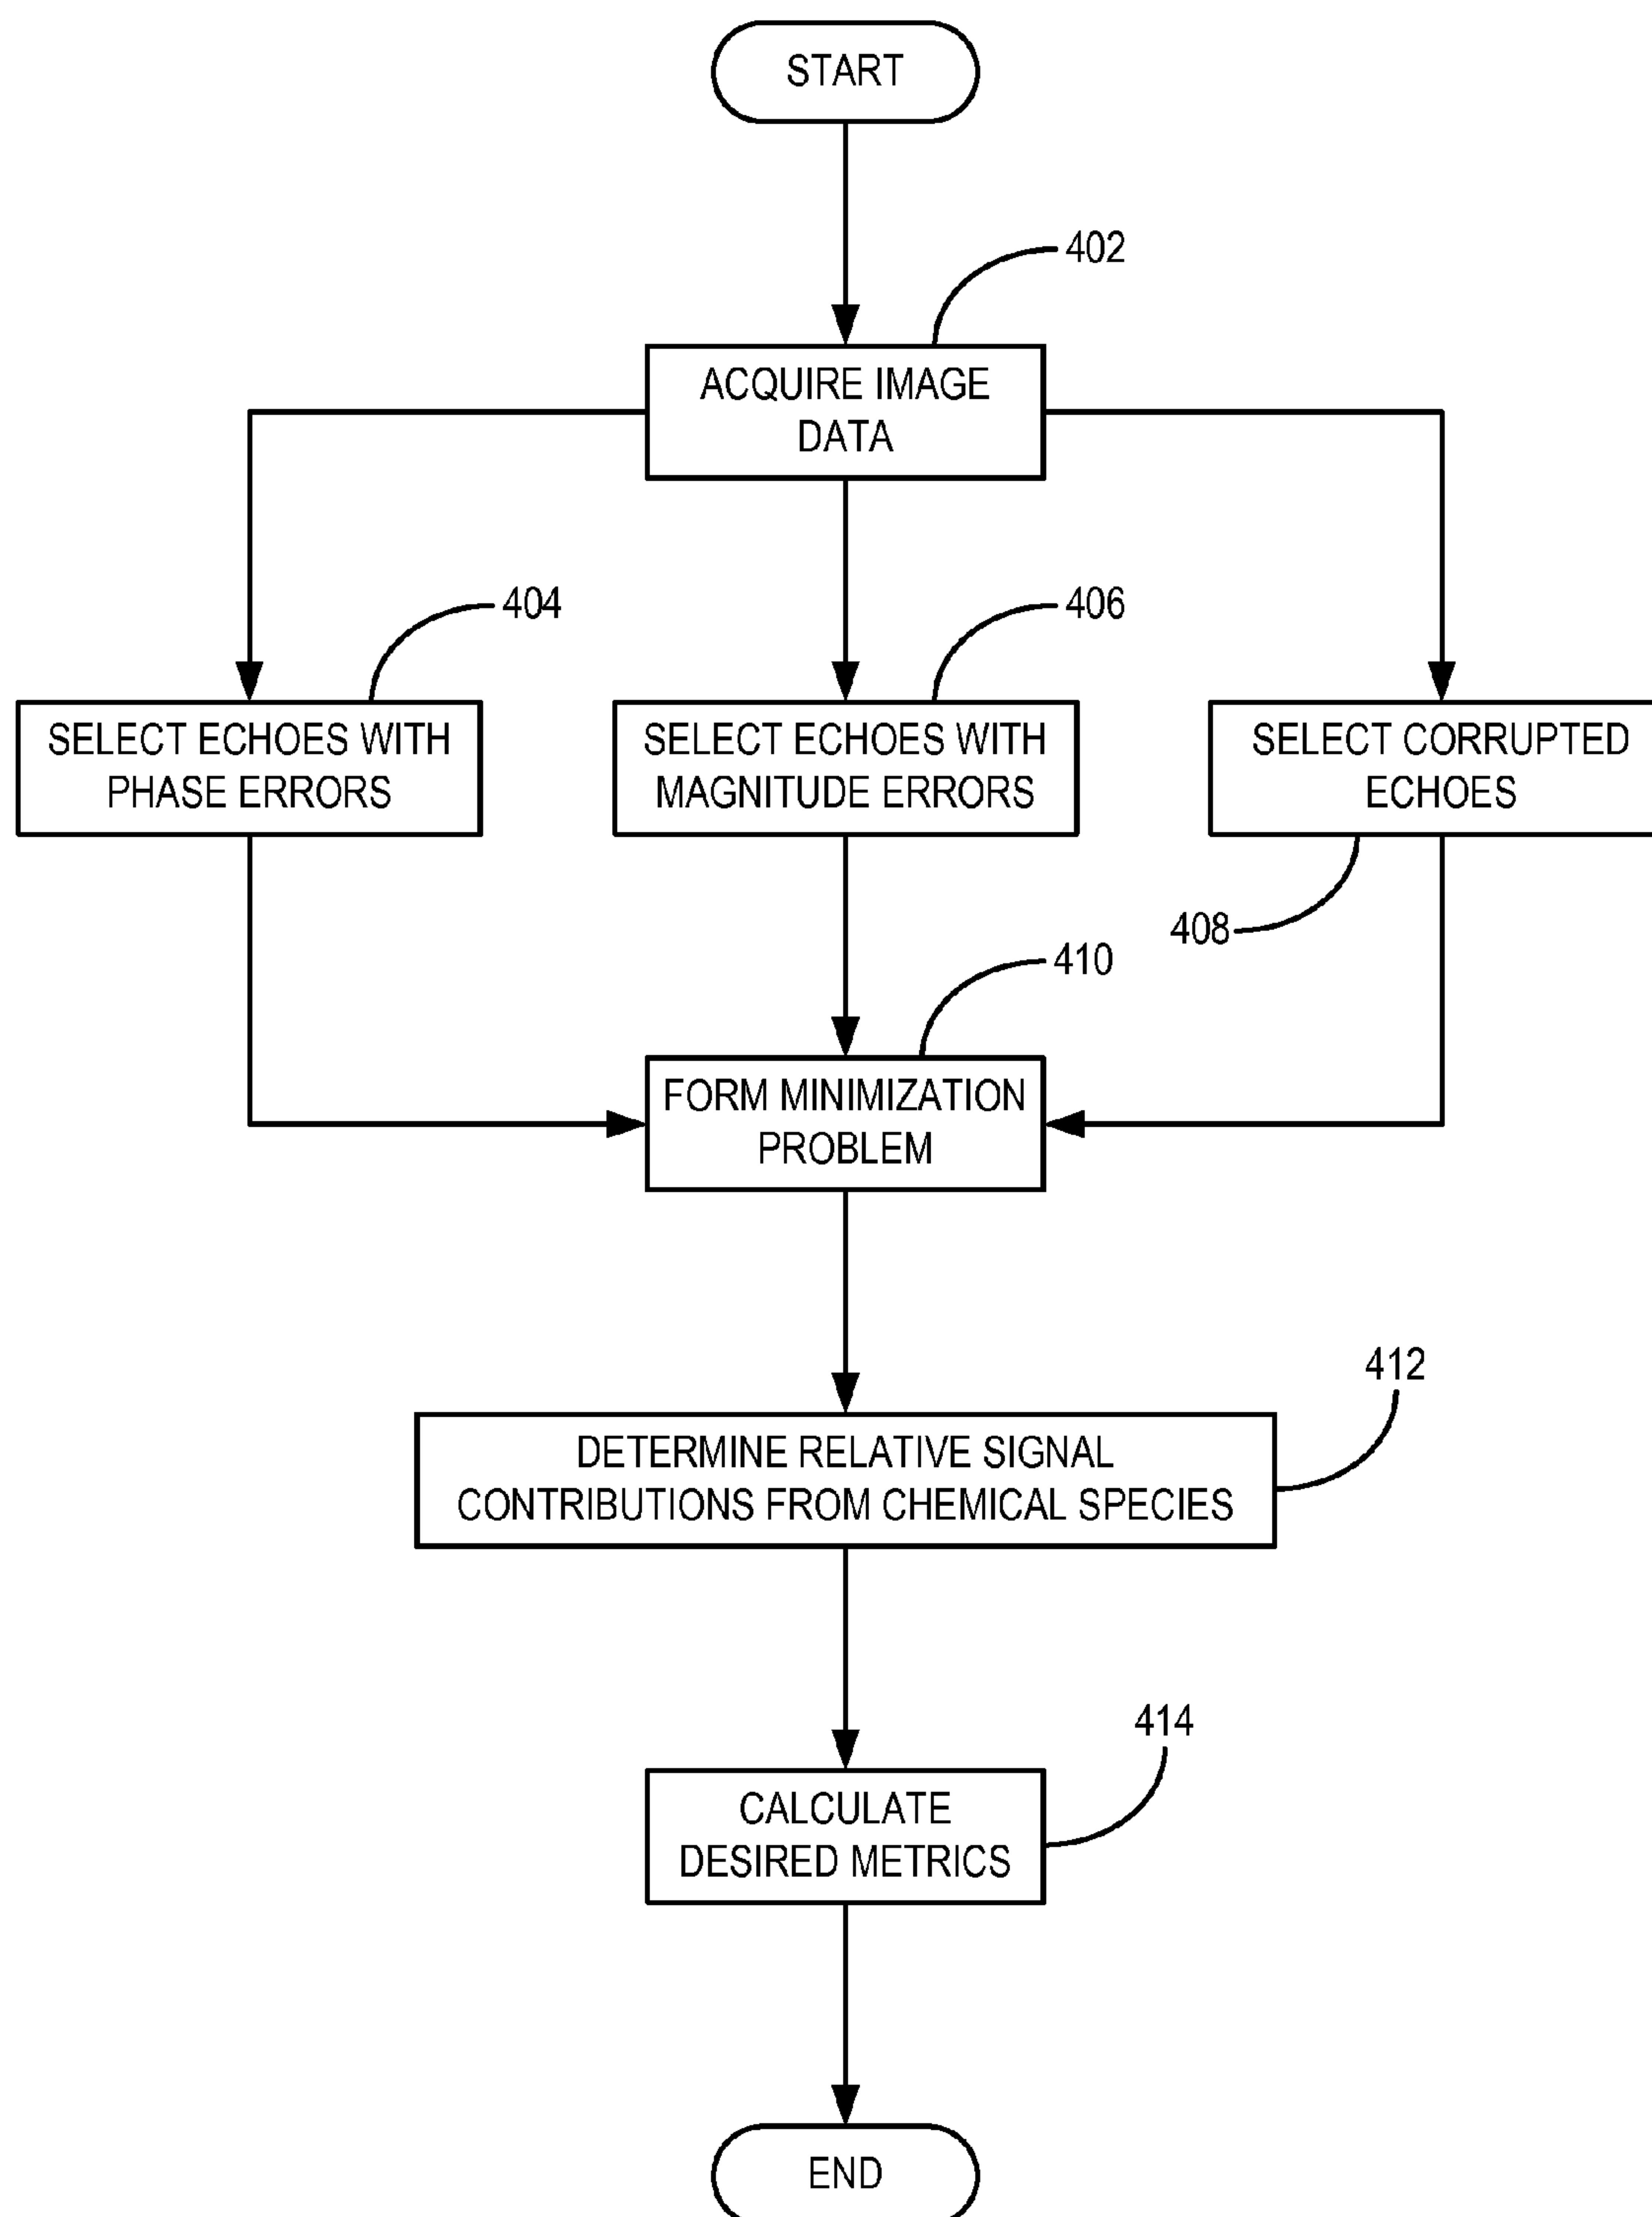 START
402
ACQUIRE IMAGE
DATA
404
406
SELECT ECHOES WITH
PHASE ERRORS
SELECT ECHOES WITH
MAGNITUDE ERRORS
SELECT CORRUPTED
ECHOES
408
410
FORM MINIMIZATION
PROBLEM
412
DETERMINE RELATIVE SIGNAL
CONTRIBUTIONS FROM CHEMICAL SPECIES
414
CALCULATE
DESIRED METRICS
END